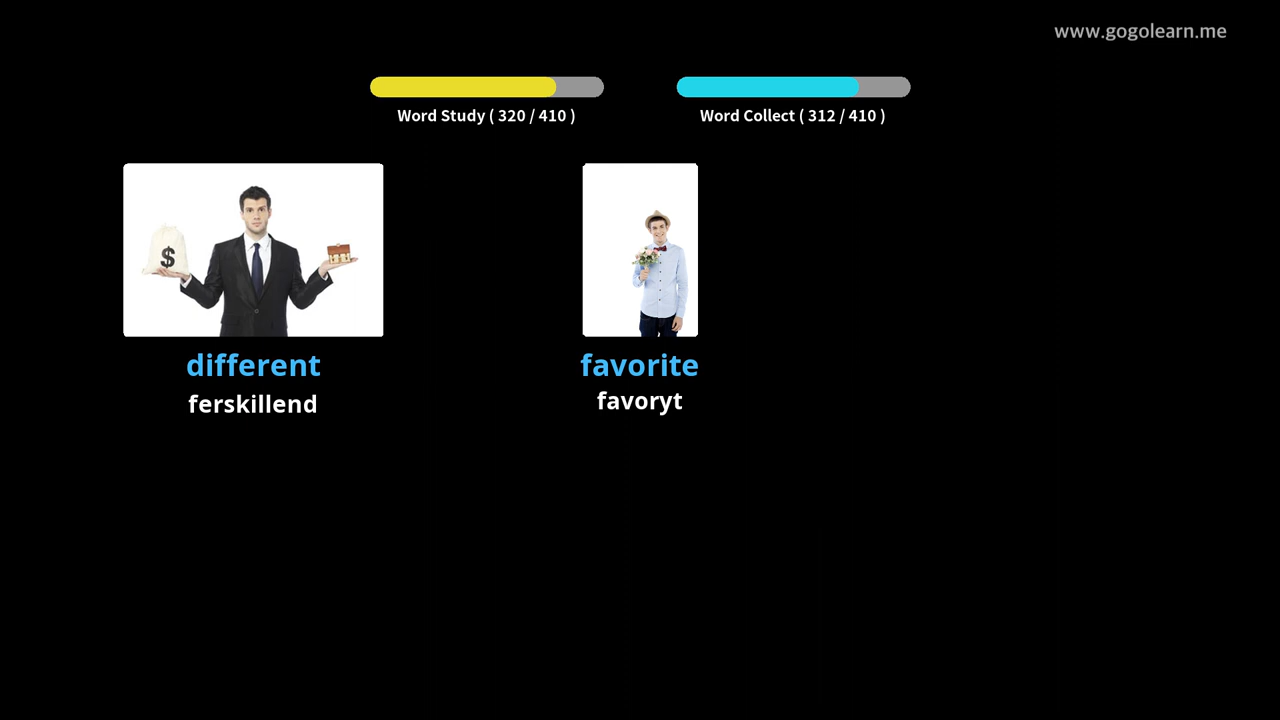 www.gogolearn.me
Word Study ( 320 / 410 )
Word Collect ( 312 / 410 )
$
different
ferskillend
favorite
favoryt